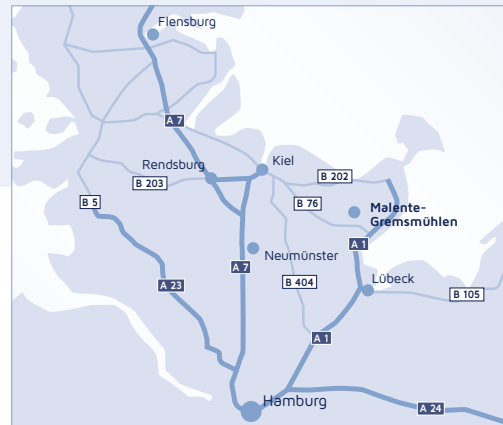 Flensburg
A 7
Rendsburg
Kiel
B 203
B 202
B 5
B 76
Malente-
Gremsmühlen
A 1
Neumünster
A 7
Lübeck
A 23
B 404
B 105
A 1
Hamburg
A 24